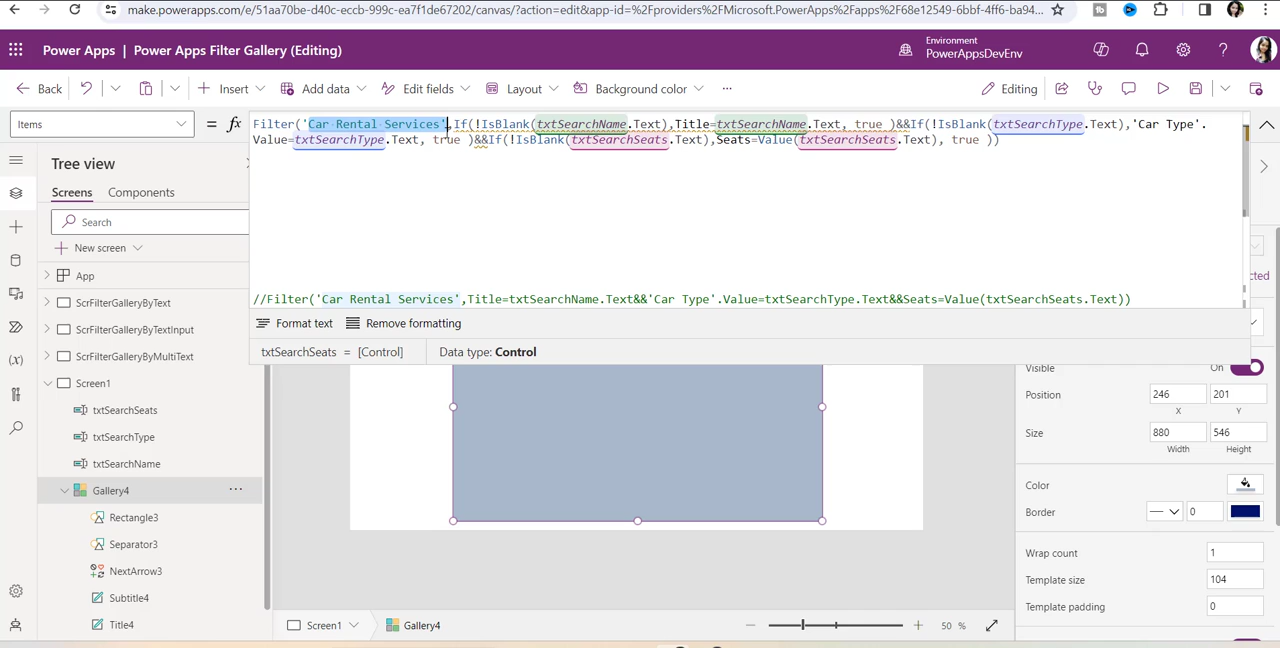 make.powerapps.com/e/51aa70be-d40c-eccb-999c-ea7f1de67202/canvas/?action=edit&app-id=%2Fproviders%2FMicrosoft.PowerApps%2Fapps%2F68e12549-6bbf-4ff6-ba94...
Power Apps | Power Apps Filter Gallery (Editing)
Environment
PowerAppsDevEnv
Back
Insert
Add data
Edit fields
Layout
Background color
Editing
Items
= fx
Filter('Car Rental Services',If(!IsBlank(txtSearchName.Text),Title=txtSearchName.Text, true )&&If(!IsBlank(txtSearchType.Text),'Car Type'.
Value=txtSearchType.Text, true )&&If(!IsBlank(txtSearchSeats.Text),Seats=Value(txtSearchSeats.Text), true ))
//Filter('Car Rental Services',Title=txtSearchName.Text&&'Car Type'.Value=txtSearchType.Text&&Seats=Value(txtSearchSeats.Text))
Format text
Remove formatting
txtSearchSeats = [Control]
Data type: Control
Tree view
Screens
Components
Search
New screen
App
ScrFilterGalleryByText
ScrFilterGalleryByTextInput
ScrFilterGalleryByMultiText
Screen1
txtSearchSeats
txtSearchType
txtSearchName
Gallery4
Rectangle3
Separator3
NextArrow3
Subtitle4
Title4
Visible
On
Position
246
201
X
Y
Size
880
546
Width
Height
Color
Border
0
Wrap count
1
Template size
104
Template padding
0
Screen1
Gallery4
50 %